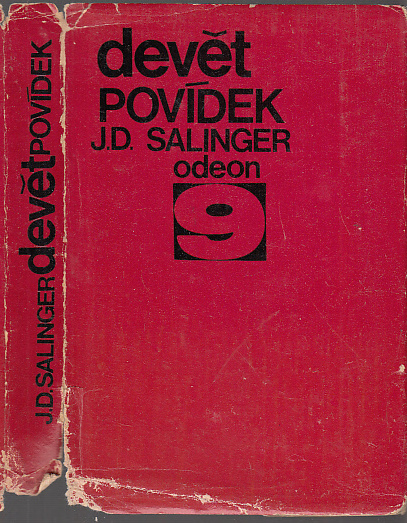 devět
POVÍDEK
J.D. SALINGER
odeon
9
J.D. SALINGER devět POVÍDEK